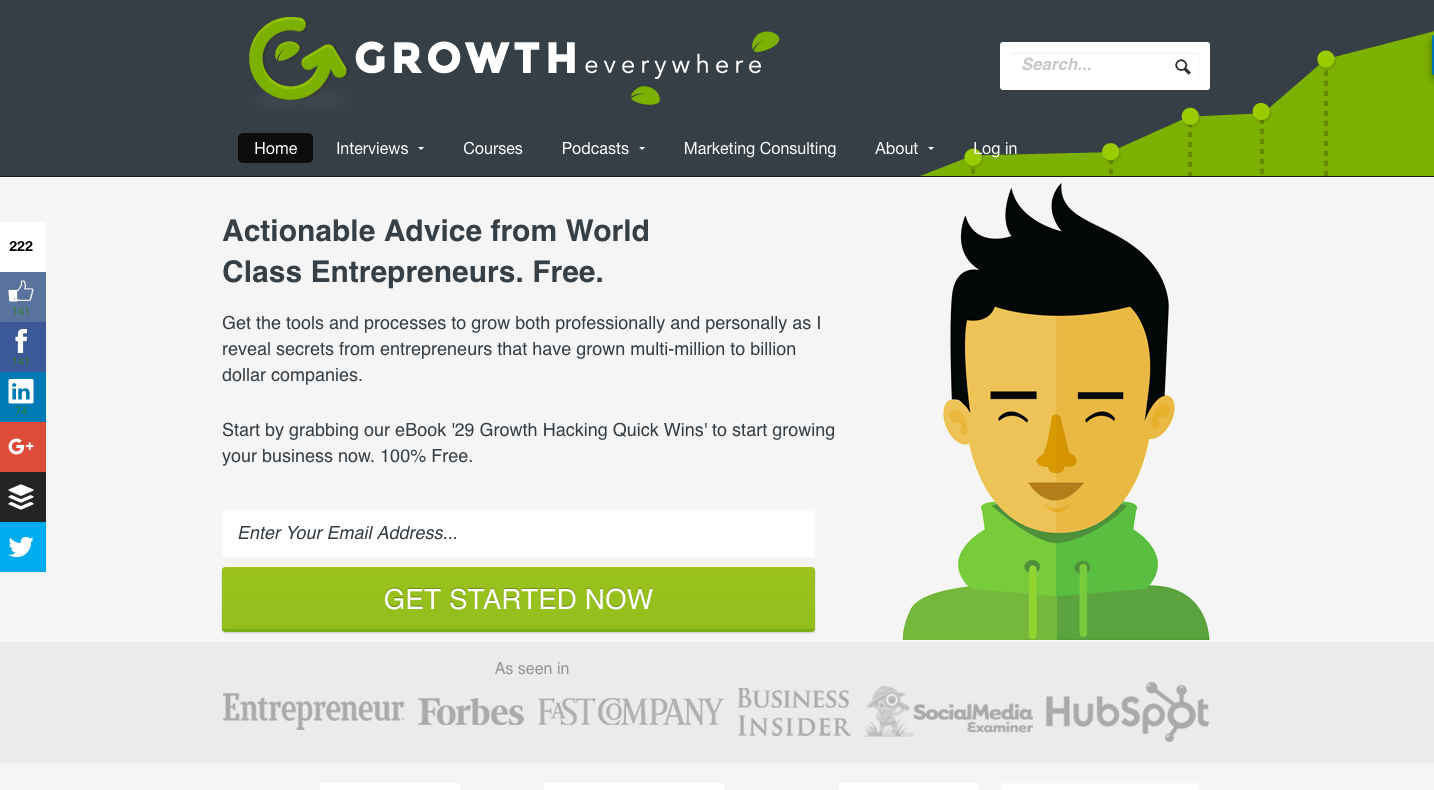 GROWTH everywhere
Search...
Home
Interviews
Courses
Podcasts
Marketing Consulting
About
Log in
222
141
Actionable Advice from World
Class Entrepreneurs. Free.
Get the tools and processes to grow both professionally and personally as I
reveal secrets from entrepreneurs that have grown multi-million to billion
dollar companies.
Start by grabbing our eBook '29 Growth Hacking Quick Wins' to start growing
your business now. 100% Free.
Enter Your Email Address...
GET STARTED NOW
f
in
G+
As seen in
Entrepreneur
Forbes
FAST COMPANY
BUSINESS
INSIDER
SocialMedia
Examiner
HubSpot